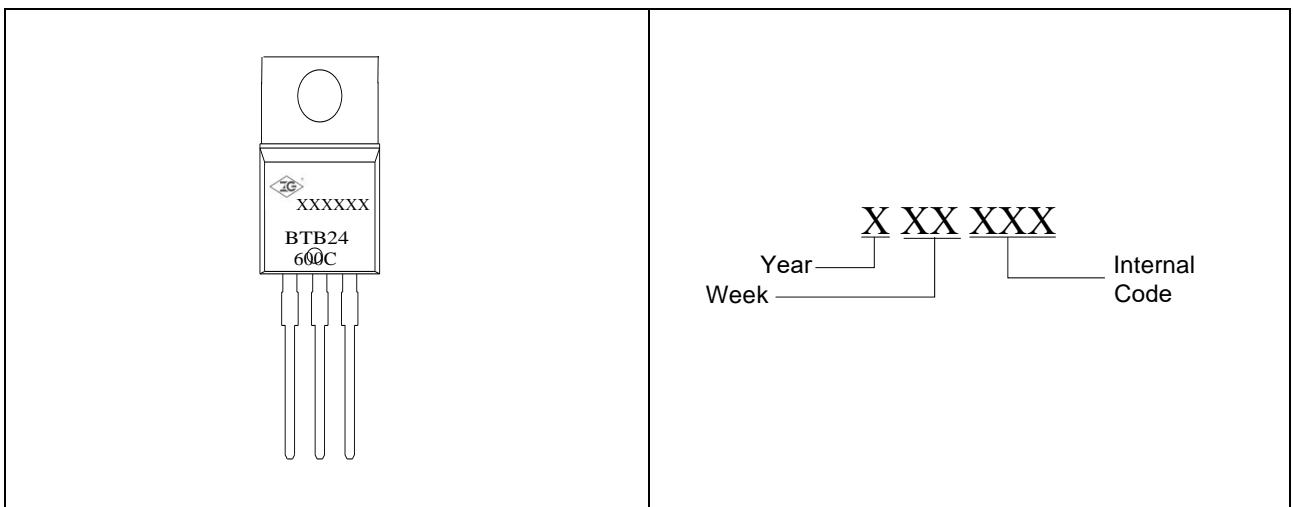 XXXXXX
BTB24
600C
X XX XXX
Year
Week
Internal
Code